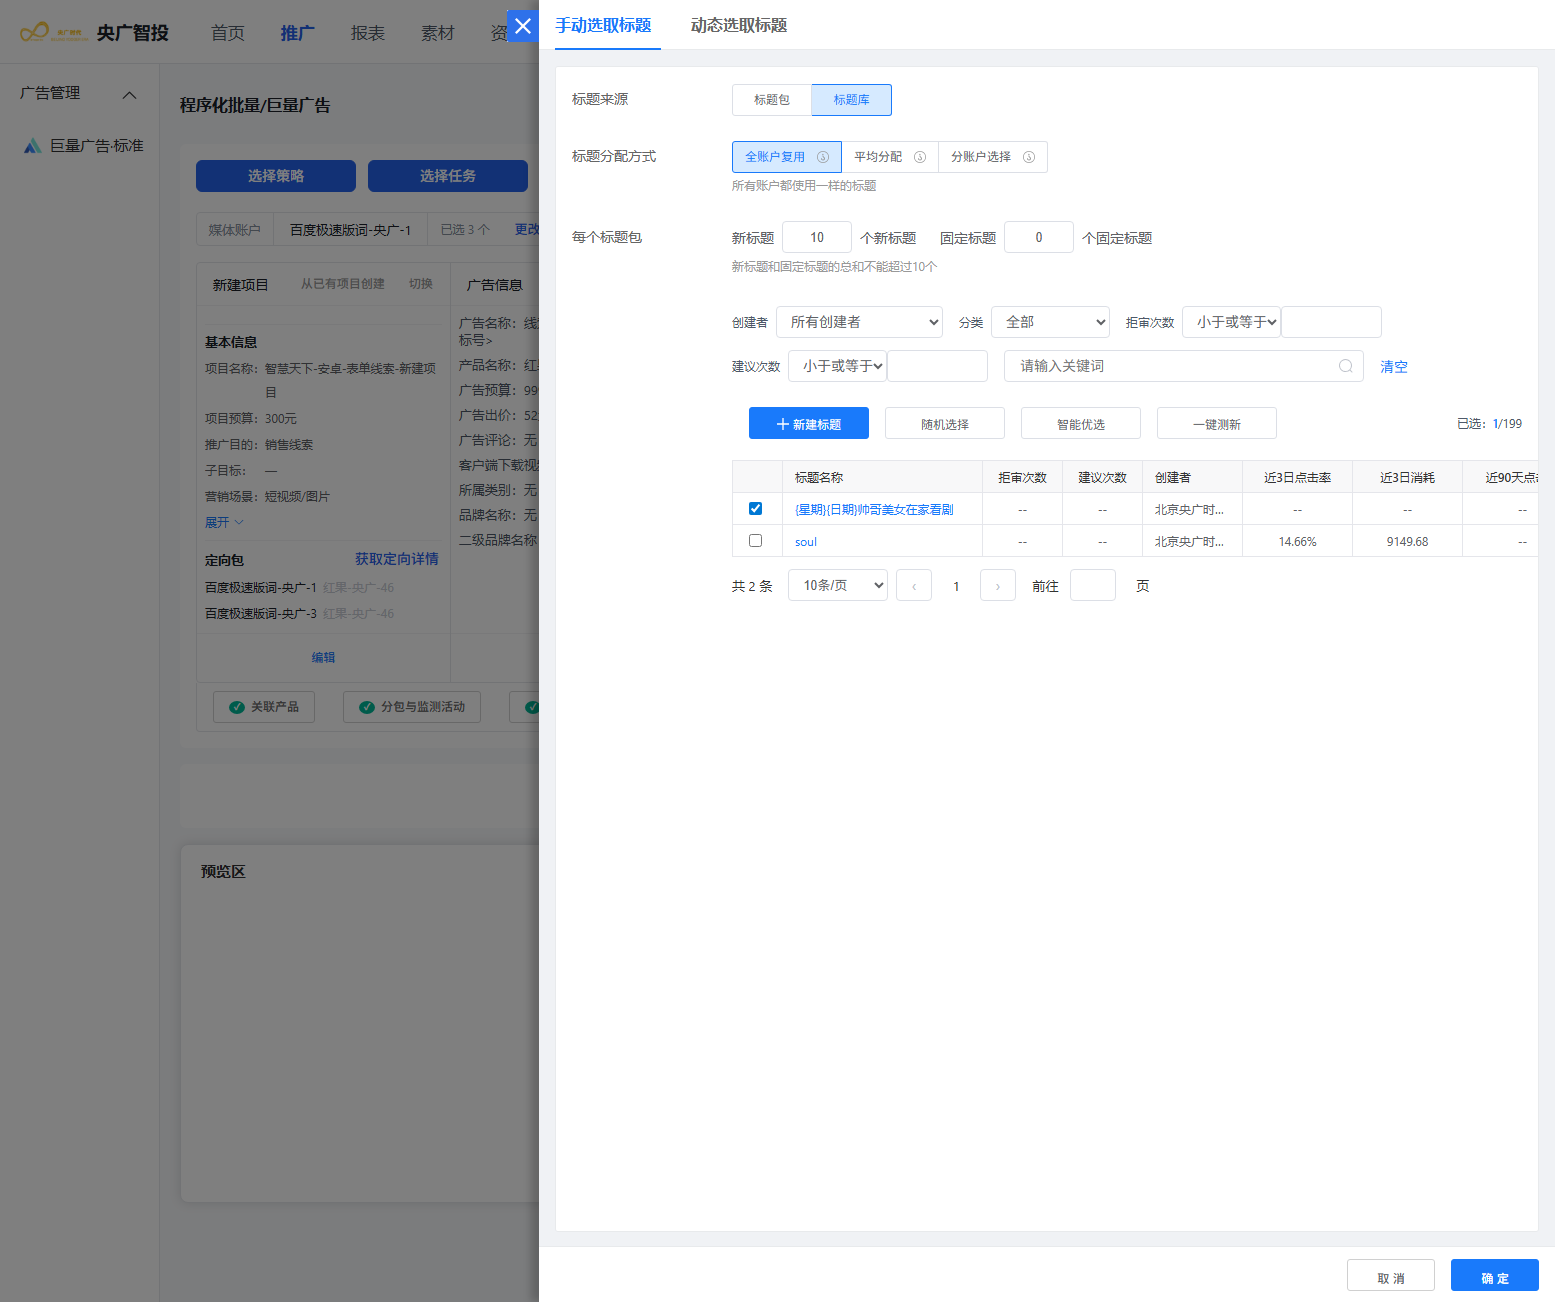 央广智投
首页
推广
报表
素材
手动选取标题
动态选取标题
广告管理
巨量广告·标准
程序化批量/巨量广告
选择策略
选择任务
媒体账户
百度极速版词-央广-1
已选 3 个
更改
新建项目
从已有项目创建
切换
广告信息
基本信息
项目名称：智慧天下-安卓-表单线索-新建项
目
项目预算：300元
推广目的：销售线索
子目标：—
营销场景：短视频/图片
展开
定向包
获取定向详情
百度极速版词-央广-1 红果-央广-46
百度极速版词-央广-3 红果-央广-46
编辑
广告名称：
标号>
产品名称：红
广告预算：99
广告出价：52
广告评论：无
客户端下载视
所属类别：无
品牌名称：无
二级品牌名称
关联产品
分包与监测活动
预览区
标题来源
标题包
标题库
标题分配方式
全账户复用
平均分配
分账户选择
所有账户都使用一样的标题
每个标题包
新标题 10 个新标题 固定标题 0 个固定标题
新标题和固定标题的总和不能超过10个
创建者 所有创建者 分类 全部 拒审次数 小于或等于
建议次数 小于或等于 请输入关键词 清空
新建标题
随机选择
智能优选
一键测新
已选：1/199
标题名称 拒审次数 建议次数 创建者 近3日点击率 近3日消耗 近90天点
{星期}{日期}帅哥美女在家看剧 -- -- 北京央广时... -- -- --
soul -- -- 北京央广时... 14.66% 9149.68 --
共 2 条 10条/页 ‹ 1 › 前往 页
取 消
确 定